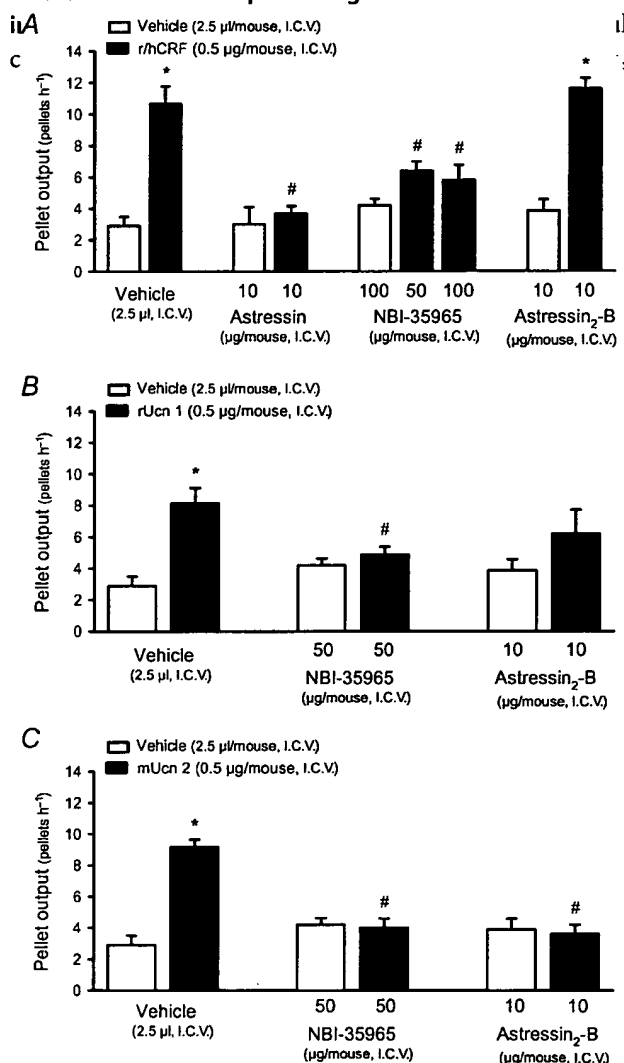 A
Vehicle (2.5 µl/mouse, I.C.V.)
r/hCRF (0.5 µg/mouse, I.C.V.)
c
14
12
10
8
6
4
2
0
Pellet output (pellets h⁻¹)
*
#
#
#
*
10 10 100 50 100 10 10
Vehicle Astressin NBI-35965 Astressin₂-B
(2.5 µl, I.C.V.) (µg/mouse, I.C.V.) (µg/mouse, I.C.V.) (µg/mouse, I.C.V.)
B
Vehicle (2.5 µl/mouse, I.C.V.)
rUcn 1 (0.5 µg/mouse, I.C.V.)
14
12
10
8
6
4
2
0
Pellet output (pellets h⁻¹)
*
#
50 50 10 10
Vehicle NBI-35965 Astressin₂-B
(2.5 µl, I.C.V.) (µg/mouse, I.C.V.) (µg/mouse, I.C.V.)
C
Vehicle (2.5 µl/mouse, I.C.V.)
mUcn 2 (0.5 µg/mouse, I.C.V.)
14
12
10
8
6
4
2
0
Pellet output (pellets h⁻¹)
*
#
#
50 50 10 10
Vehicle NBI-35965 Astressin₂-B
(2.5 µl, I.C.V.) (µg/mouse, I.C.V.) (µg/mouse, I.C.V.)